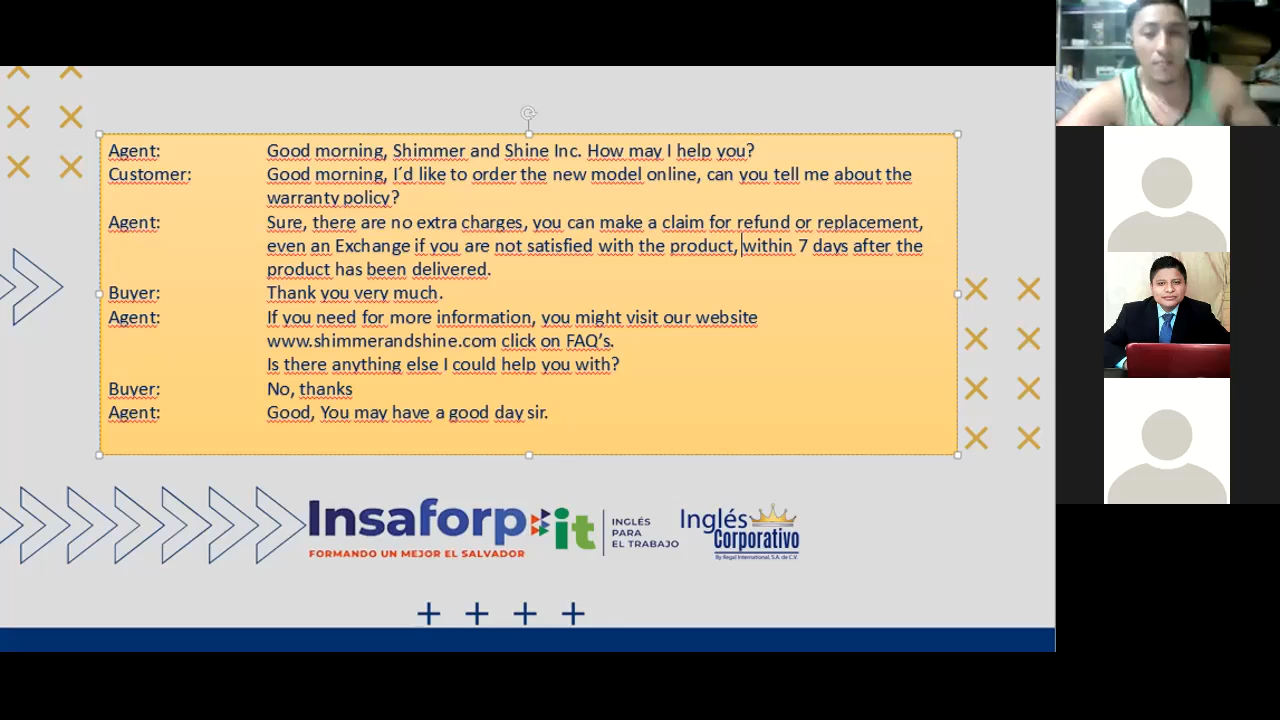 Agent: Good morning, Shimmer and Shine Inc. How may I help you?
Customer: Good morning, I´d like to order the new model online, can you tell me about the
warranty policy?
Agent: Sure, there are no extra charges, you can make a claim for refund or replacement,
even an Exchange if you are not satisfied with the product, within 7 days after the
product has been delivered.
Buyer: Thank you very much.
Agent: If you need for more information, you might visit our website
www.shimmerandshine.com click on FAQ's.
Is there anything else I could help you with?
Buyer: No, thanks
Agent: Good, You may have a good day sir.
Insaforp it
FORMANDO UN MEJOR EL SALVADOR
INGLÉS
PARA
EL TRABAJO
Inglés
Corporativo
By Regal International, S.A. de C.V.